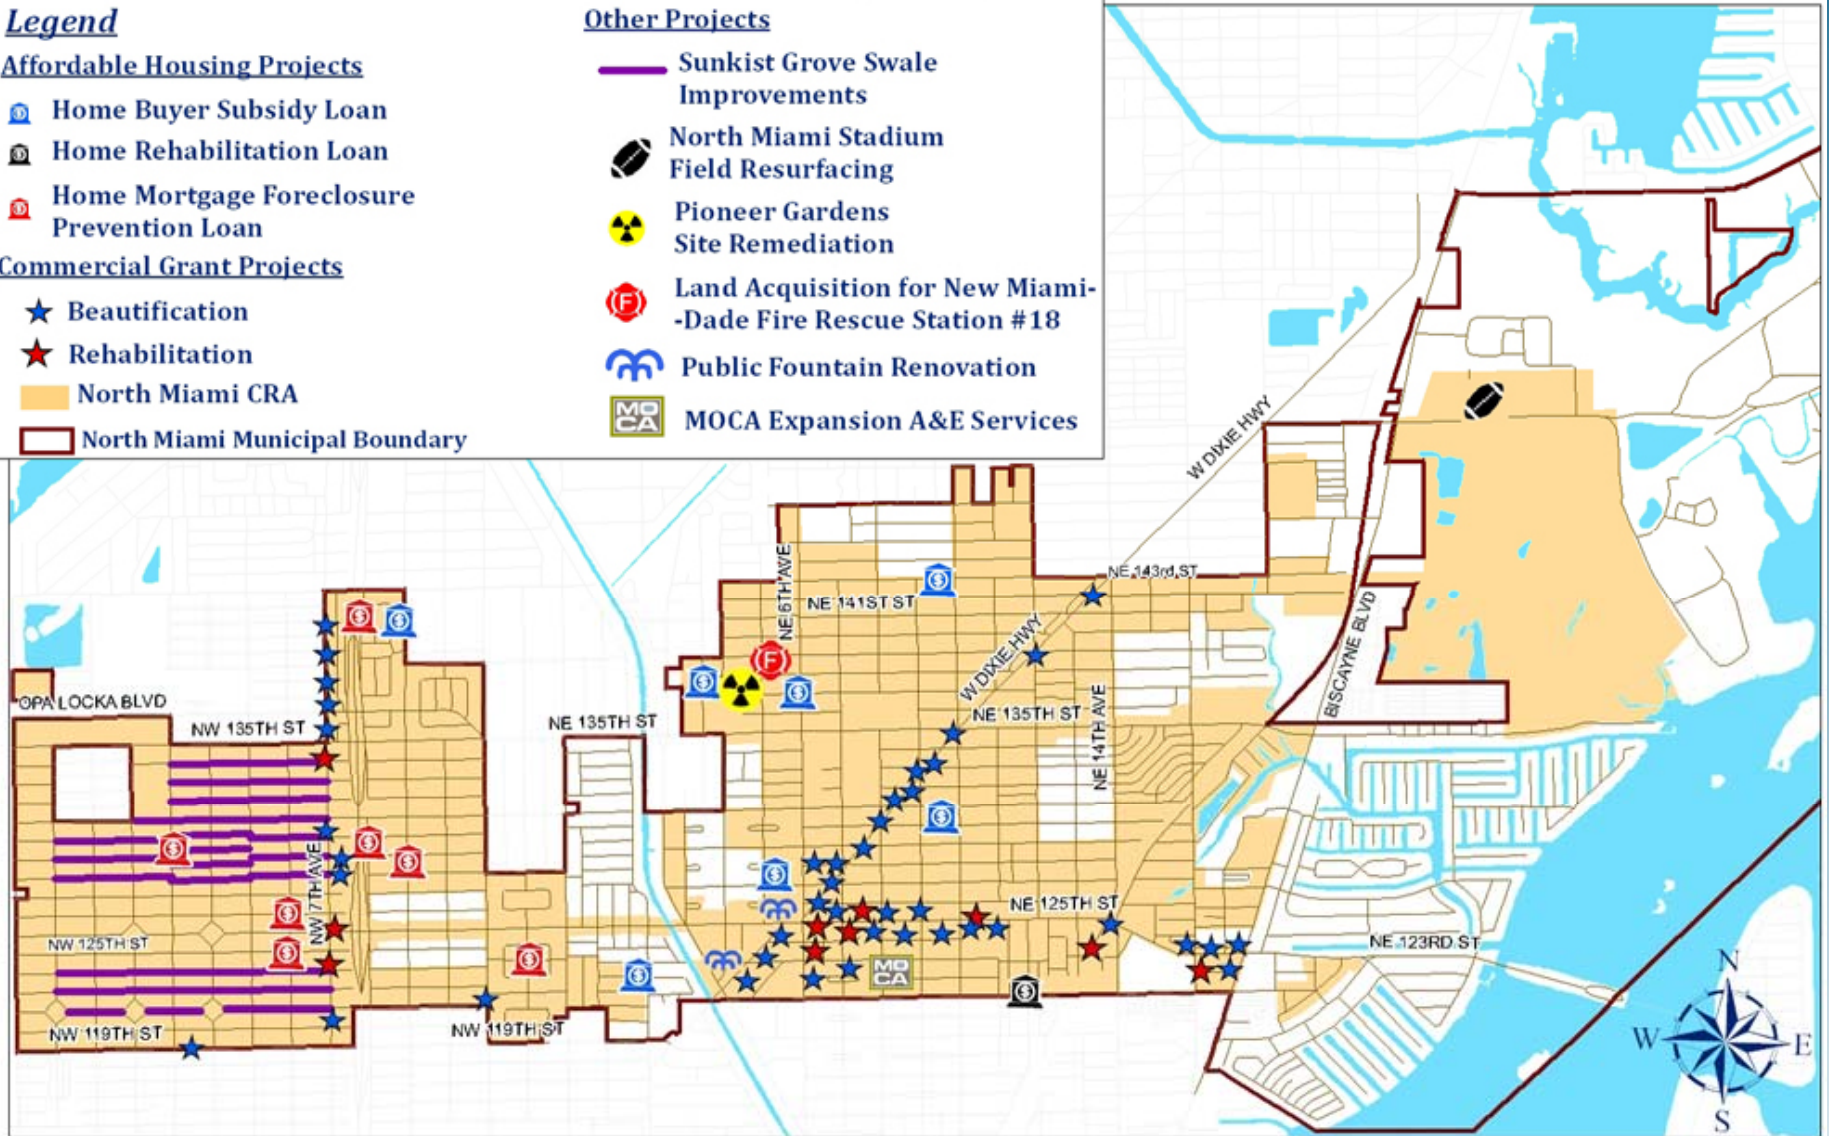 Legend
Affordable Housing Projects
Home Buyer Subsidy Loan
Home Rehabilitation Loan
Home Mortgage Foreclosure
Prevention Loan
Commercial Grant Projects
Beautification
Rehabilitation
North Miami CRA
North Miami Municipal Boundary
Other Projects
Sunkist Grove Swale
Improvements
North Miami Stadium
Field Resurfacing
Pioneer Gardens
Site Remediation
F
Land Acquisition for New Miami-
-Dade Fire Rescue Station #18
Public Fountain Renovation
MO
CA
MOCA Expansion A&E Services
W DIXIE HWY
NE 143rd ST
NE 6TH AVE
NE 141ST ST
BISCAYNE BLVD
W DIXIE HWY
F
OPA LOCKA BLVD
NW 135TH ST
NE 135TH ST
NE 135TH ST
NE 14TH AVE
NW 7TH AVE
NE 125TH ST
NW 125TH ST
NE 123RD ST
MO
CA
NW 119TH ST
NW 119TH ST
N
W
E
S